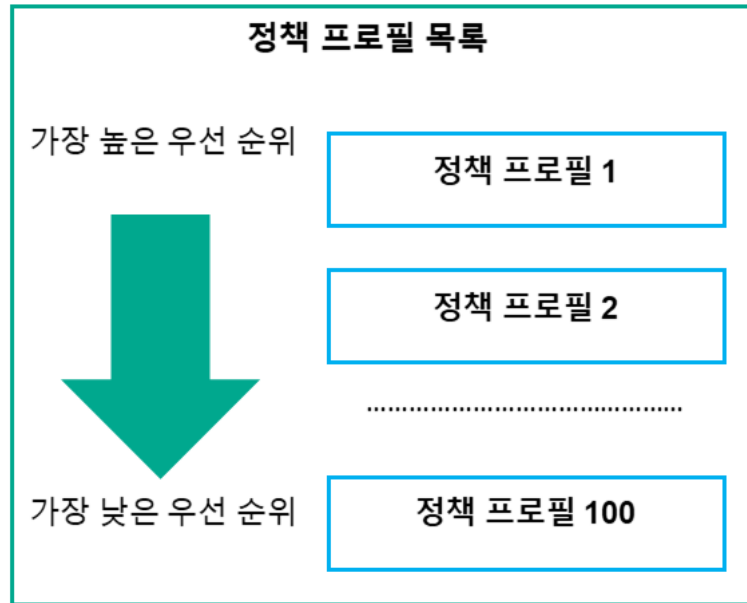 정책 프로필 목록
가장 높은 우선 순위
정책 프로필 1
정책 프로필 2
............................................
가장 낮은 우선 순위
정책 프로필 100